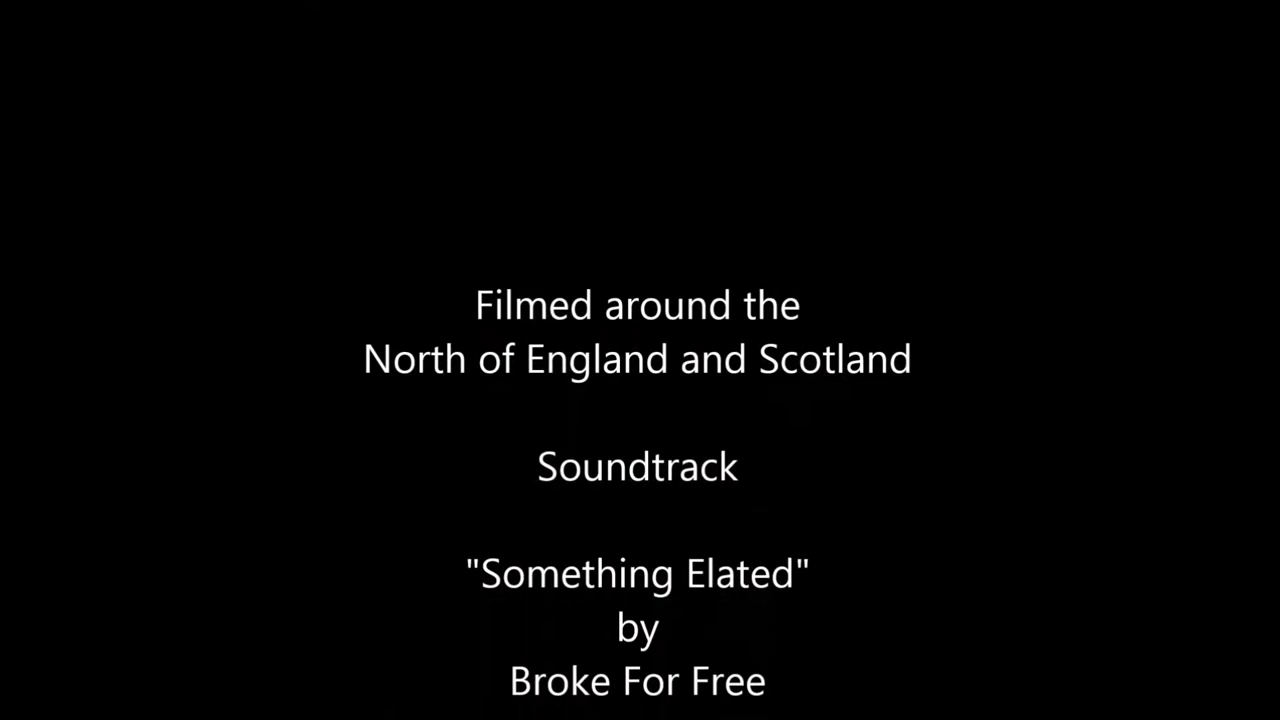 Filmed around the
North of England and Scotland
Soundtrack
"Something Elated"
by
Broke For Free